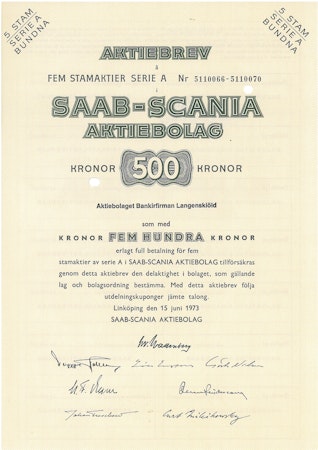 5 STAM
SERIE A
BUNDNA
5 STAM
SERIE A
BUNDNA
AKTIEBREV
å
FEM STAMAKTIER SERIE A Nr 5110066-5110070
i
SAAB-SCANIA
AKTIEBOLAG
KRONOR 500 KRONOR
Aktiebolaget Bankirfirman Langenskiöld
som med
KRONOR FEM HUNDRA KRONOR
erlagt full betalning för fem
stamaktier av serie A i SAAB-SCANIA AKTIEBOLAG tillförsäkras
genom detta aktiebrev den delaktighet i bolaget, som gällande
lag och bolagsordning bestämma. Med detta aktiebrev följa
utdelningskuponger jämte talong.
Linköping den 15 juni 1973
SAAB-SCANIA AKTIEBOLAG
Curt Mileikowsky